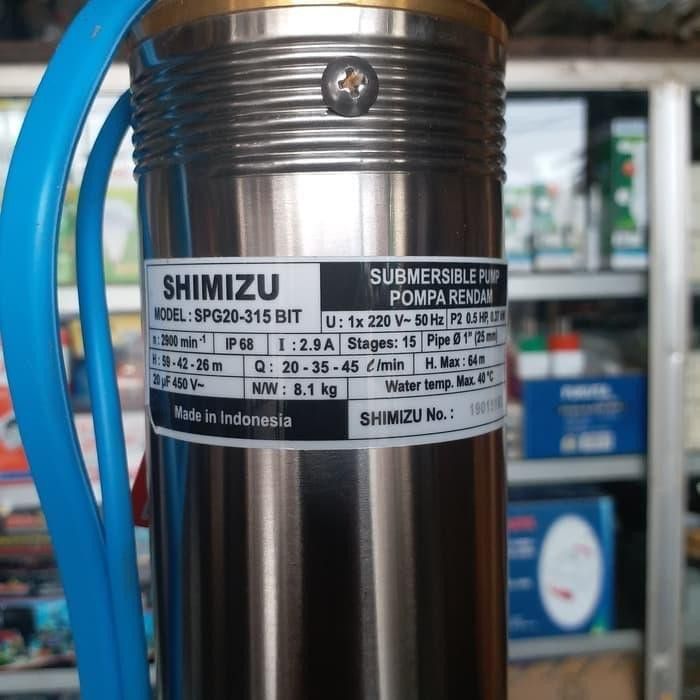 SHIMIZU
SUBMERSIBLE PUMP
POMPA RENDAM
MODEL : SPG20-315 BIT
U : 1x 220 V~ 50 Hz
P2 0.5 HP, 0.37
n : 2900 min⁻¹
IP 68
I : 2.9 A
Stages: 15
Pipe Ø 1" (25 mm)
H : 59 - 42 - 26 m
Q : 20 - 35 - 45 ℓ/min
H. Max : 64 m
20 µF 450 V~
N/W : 8.1 kg
Water temp. Max. 40 °C
Made in Indonesia
SHIMIZU No. :